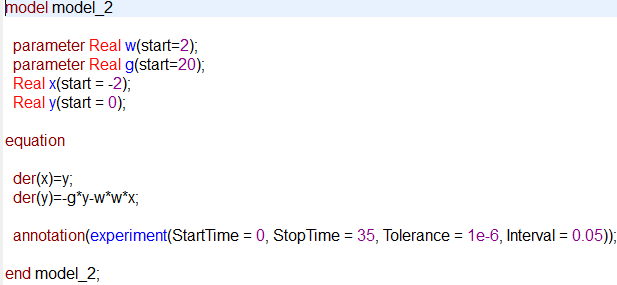 model model_2
parameter Real w(start=2);
parameter Real g(start=20);
Real x(start = -2);
Real y(start = 0);
equation
der(x)=y;
der(y)=-g*y-w*w*x;
annotation(experiment(StartTime = 0, StopTime = 35, Tolerance = 1e-6, Interval = 0.05));
end model_2;